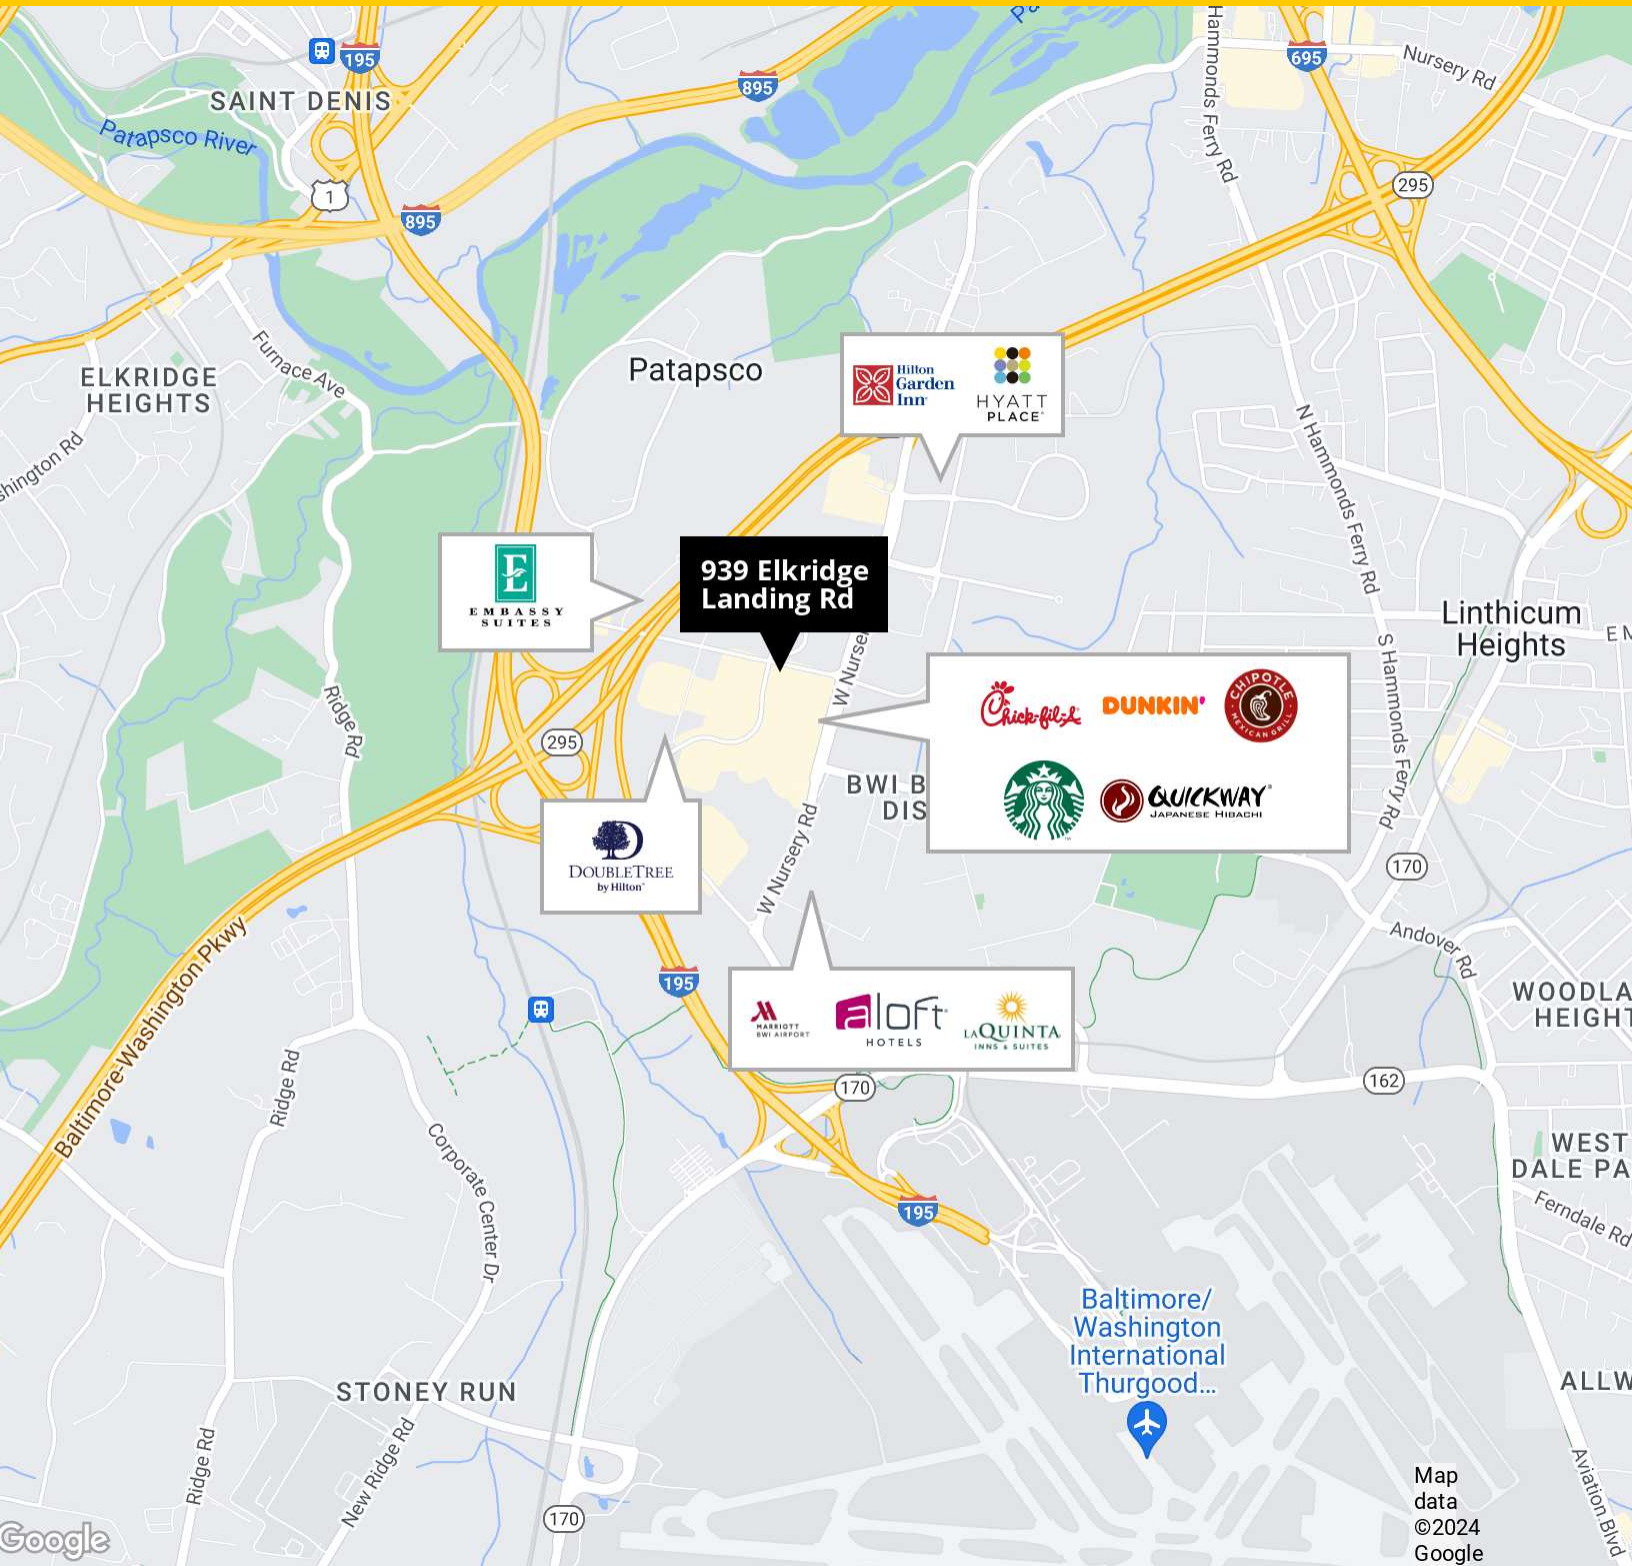 195
895
695
Nursery Rd
SAINT DENIS
Patapsco River
1
895
295
Hammonds Ferry Rd
Furnace Ave
Patapsco
ELKRIDGE
HEIGHTS
Hilton
Garden
Inn
HYATT
PLACE
N Hammonds Ferry Rd
EMBASSY
SUITES
939 Elkridge
Landing Rd
Linthicum
Heights
Ridge Rd
295
S Hammonds Ferry Rd
Chick-fil-A
DUNKIN'
CHIPOTLE
MEXICAN GRILL
BWI B
DIS
QUICKWAY
JAPANESE HIBACHI
DOUBLETREE
by Hilton
W Nursery Rd
170
Andover Rd
Baltimore-Washington Pkwy
195
MARRIOTT
BWI AIRPORT
aloft
HOTELS
LAQUINTA
INNS & SUITES
WOODLA
HEIGHT
Ridge Rd
170
162
Corporate Center Dr
WEST
DALE PA
Ferndale Rd
195
Baltimore/
Washington
International
Thurgood...
STONEY RUN
ALLW
Ridge Rd
New Ridge Rd
170
Aviation Blvd
Map
data
©2024
Google
Google